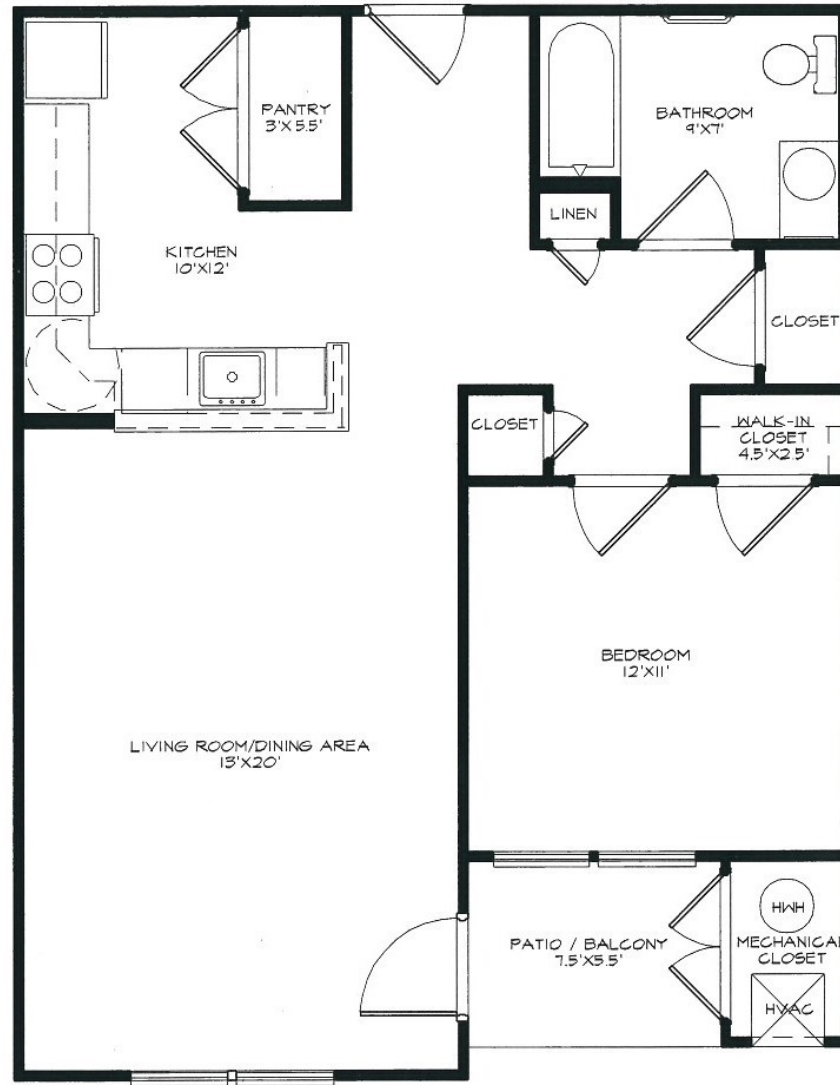 PANTRY
3'X5.5'
BATHROOM
9'X7'
LINEN
KITCHEN
10'X12'
CLOSET
CLOSET
WALK-IN
CLOSET
4.5'X2.5'
BEDROOM
12'X11'
LIVING ROOM/DINING AREA
13'X20'
HWH
PATIO / BALCONY
7.5'X5.5'
MECHANICAL
CLOSET
HVAC